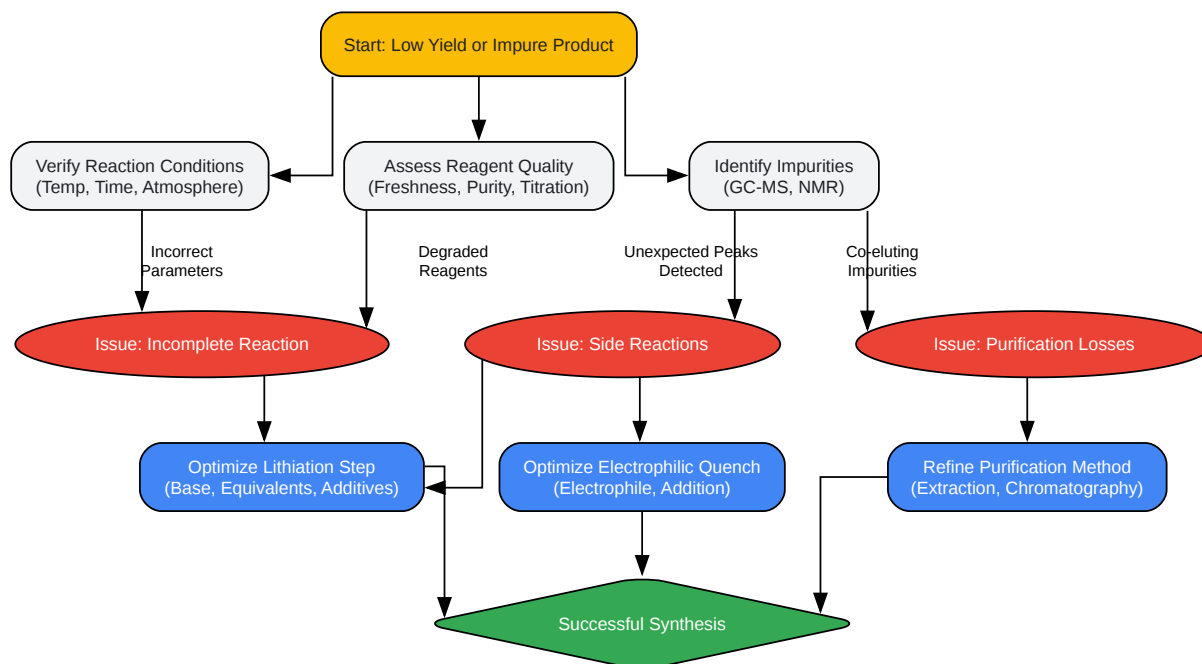 Start: Low Yield or Impure Product
Verify Reaction Conditions
(Temp, Time, Atmosphere)
Assess Reagent Quality
(Freshness, Purity, Titration)
Identify Impurities
(GC-MS, NMR)
Incorrect
Parameters
Degraded
Reagents
Unexpected Peaks
Detected
Co-eluting
Impurities
Issue: Incomplete Reaction
Issue: Side Reactions
Issue: Purification Losses
Optimize Lithiation Step
(Base, Equivalents, Additives)
Optimize Electrophilic Quench
(Electrophile, Addition)
Refine Purification Method
(Extraction, Chromatography)
Successful Synthesis